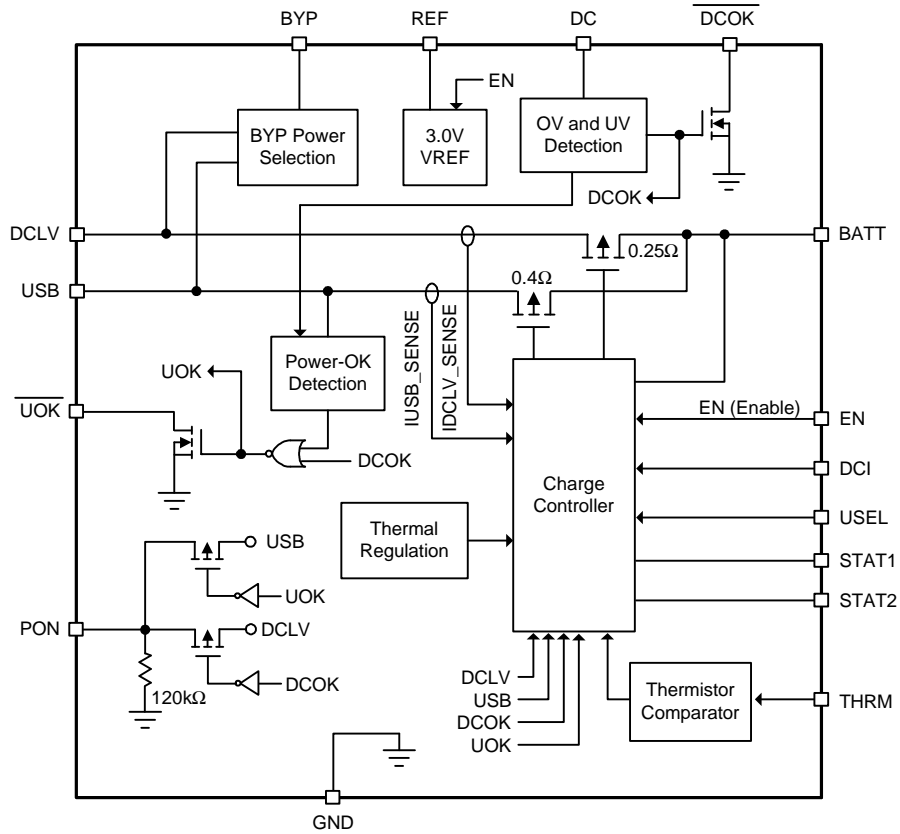 BYP
REF
DC
DCOK
EN
BYP Power
Selection
3.0V
VREF
OV and UV
Detection
DCOK
DCLV
BATT
0.25Ω
USB
0.4Ω
IUSB_SENSE
IDCLV_SENSE
Power-OK
Detection
UOK
UOK
DCOK
EN (Enable)
EN
DCI
Charge
Controller
USEL
Thermal
Regulation
USB
STAT1
UOK
STAT2
PON
DCLV
DCOK
120kΩ
DCLV
USB
DCOK
UOK
Thermistor
Comparator
THRM
GND